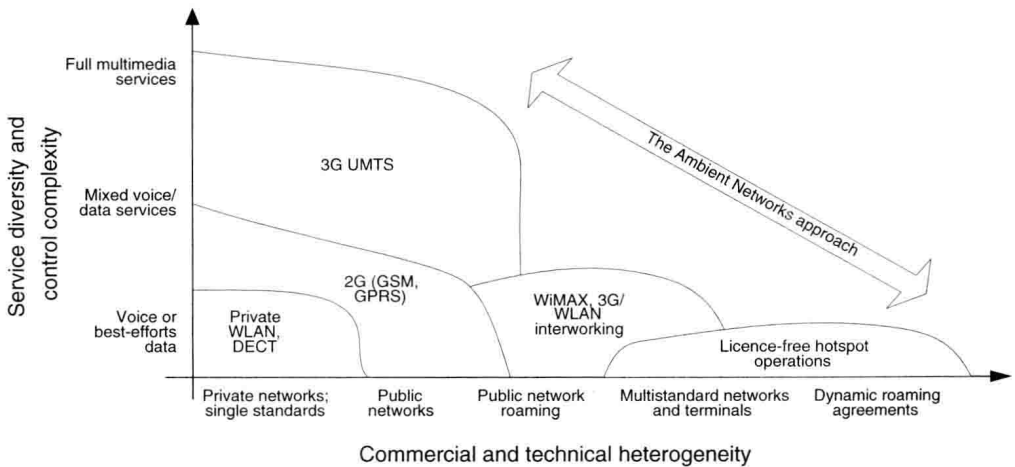 Service diversity and
control complexity
Full multimedia
services
Mixed voice/
data services
Voice or
best-efforts
data
3G UMTS
The Ambient Networks approach
2G (GSM,
GPRS)
Private
WLAN,
DECT
WiMAX, 3G/
WLAN
interworking
Licence-free hotspot
operations
Private networks;
single standards
Public
networks
Public network
roaming
Multistandard networks
and terminals
Dynamic roaming
agreements
Commercial and technical heterogeneity